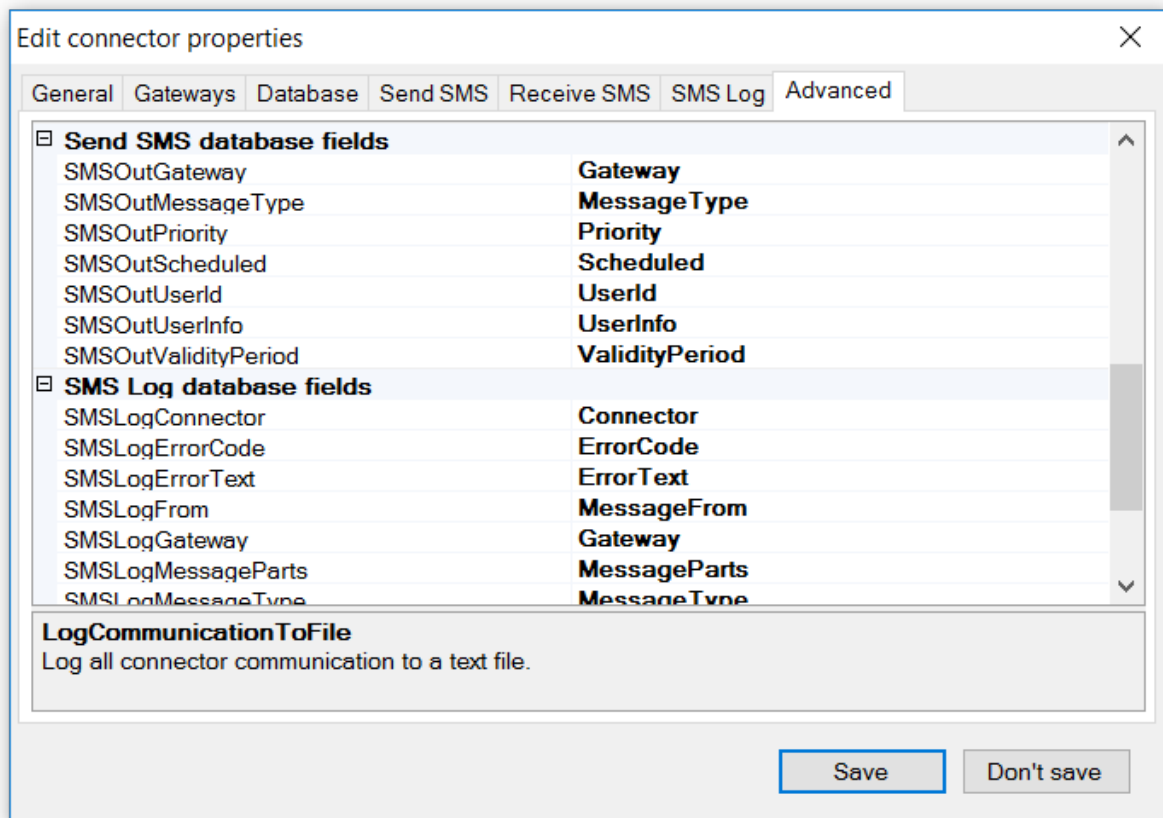 Edit connector properties
General Gateways Database Send SMS Receive SMS SMS Log Advanced
Send SMS database fields
SMSOutGateway Gateway
SMSOutMessageType MessageType
SMSOutPriority Priority
SMSOutScheduled Scheduled
SMSOutUserId UserId
SMSOutUserInfo UserInfo
SMSOutValidityPeriod ValidityPeriod
SMS Log database fields
SMSLogConnector Connector
SMSLogErrorCode ErrorCode
SMSLogErrorText ErrorText
SMSLogFrom MessageFrom
SMSLogGateway Gateway
SMSLogMessageParts MessageParts
SMSLogMessageType MessageType
LogCommunicationToFile
Log all connector communication to a text file.
Save Don't save